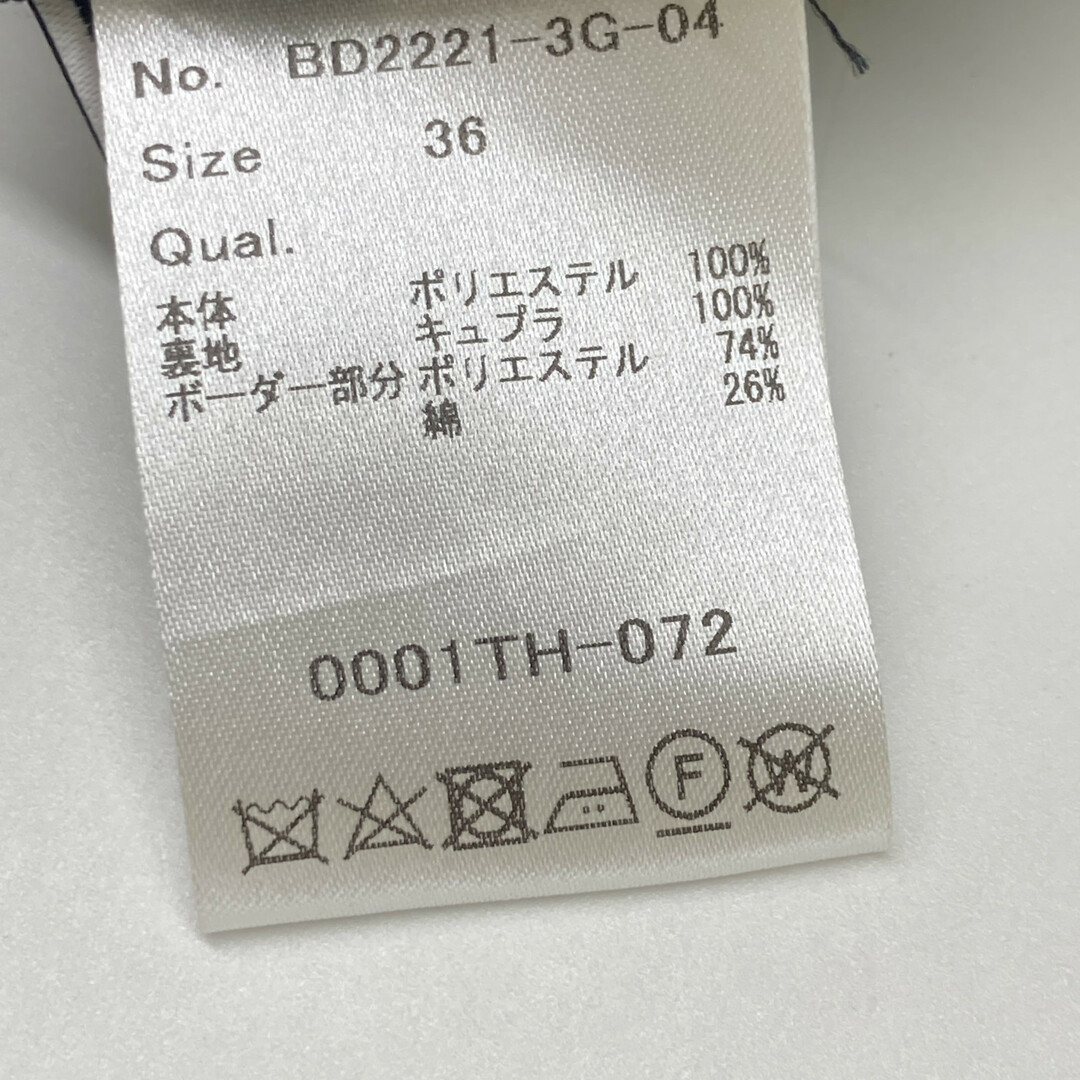 No. BD2221-3G-04
Size 36
Qual.
本体 ポリエステル 100%
裏地 キュプラ 100%
ボーダー部分 ポリエステル 74%
綿 26%
0001TH-072
F W